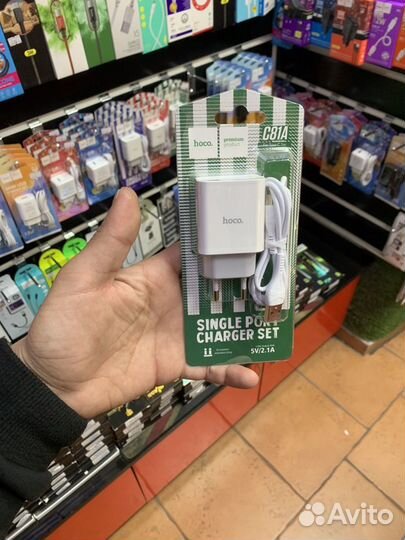 hoco.
premium
product
C81A
hoco.
SINGLE PORT
CHARGER SET
5V/2.1A
Avito